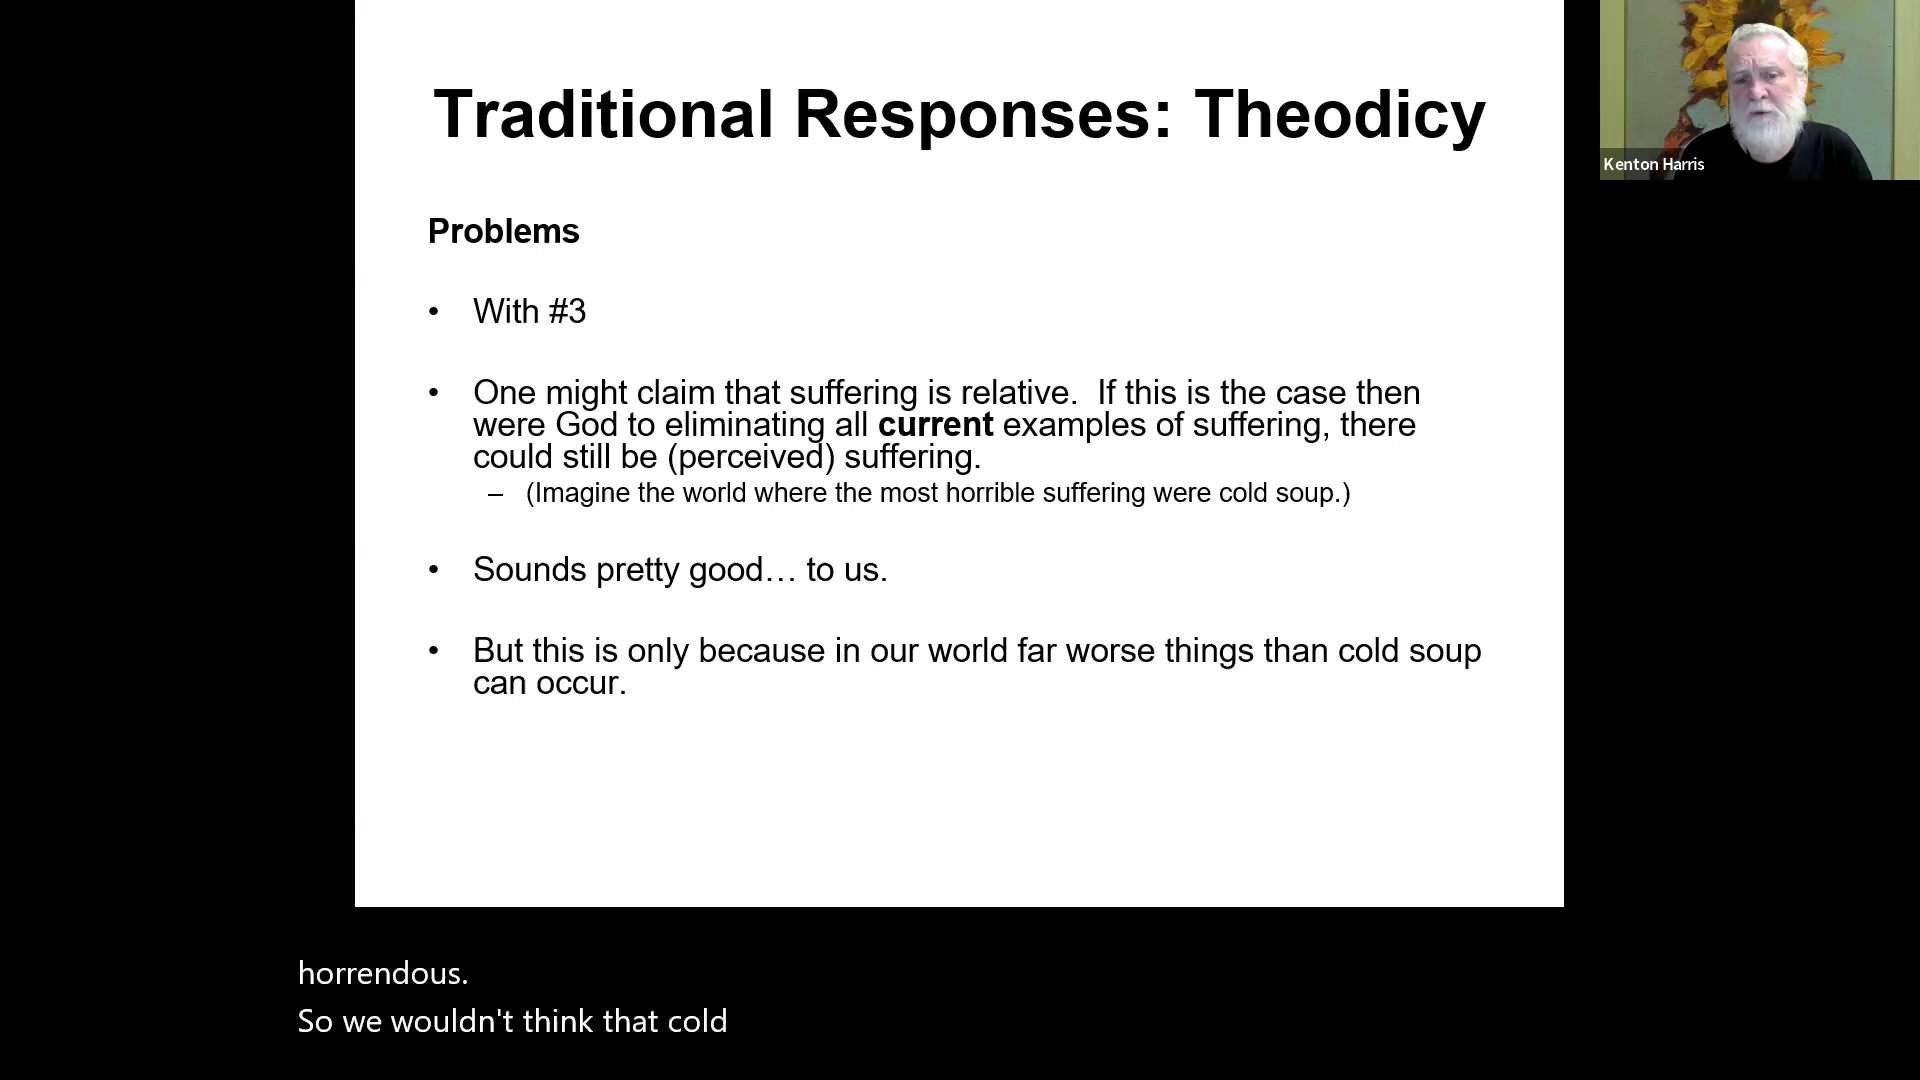 Traditional Responses: Theodicy
Kenton Harris
Problems
• With #3
• One might claim that suffering is relative. If this is the case then
were God to eliminating all current examples of suffering, there
could still be (perceived) suffering.
– (Imagine the world where the most horrible suffering were cold soup.)
• Sounds pretty good… to us.
• But this is only because in our world far worse things than cold soup
can occur.
horrendous.
So we wouldn't think that cold